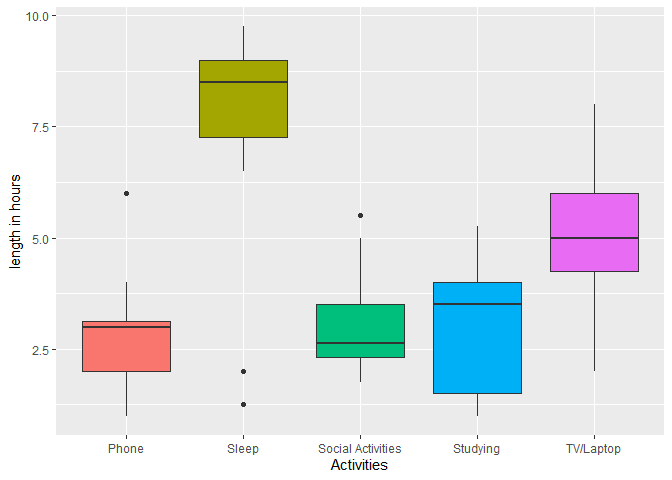 length in hours
10.0
7.5
5.0
2.5
Phone Sleep Social Activities Studying TV/Laptop
Activities